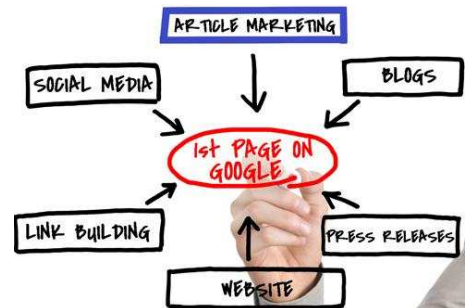 ARTICLE MARKETING
SOCIAL MEDIA
BLOGS
1st PAGE ON
GOOGLE
LINK BUILDING
PRESS RELEASES
WEBSITE